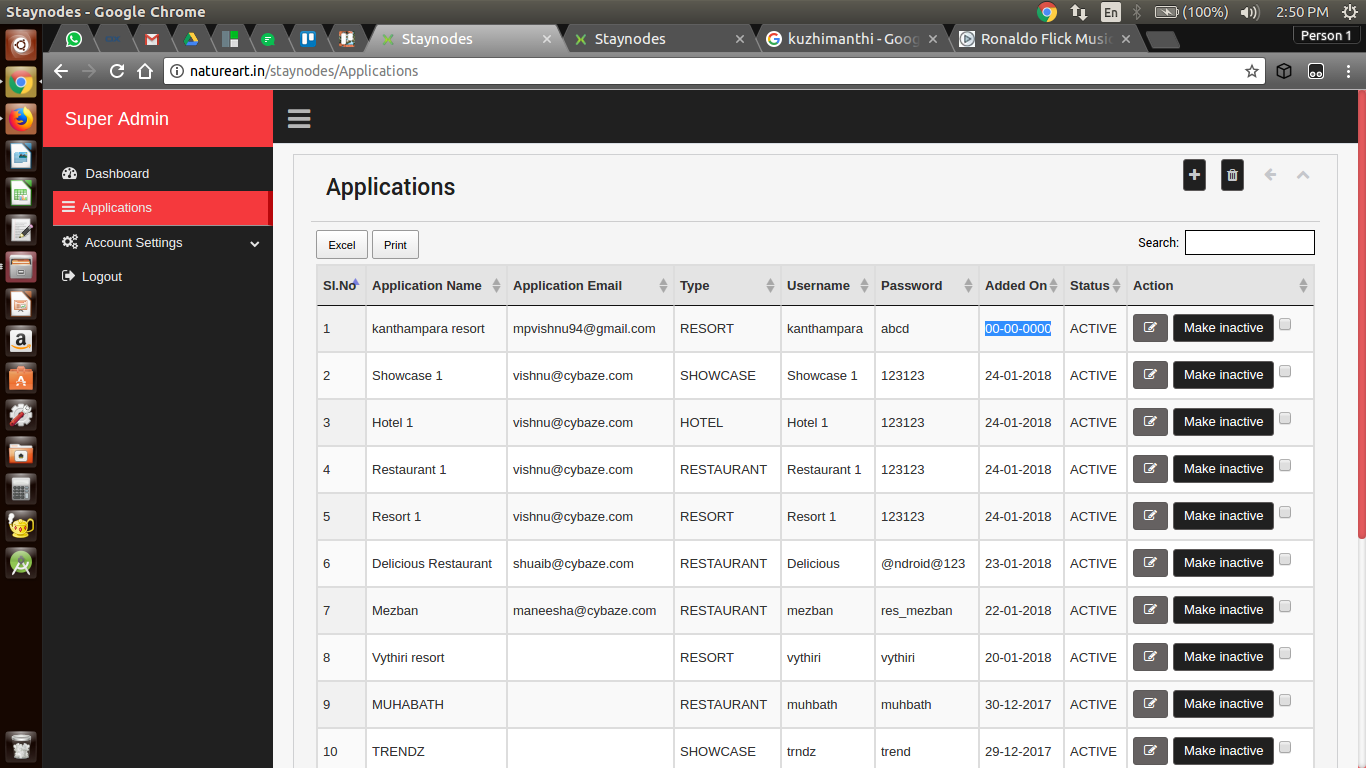 Staynodes - Google Chrome En (100%) 2:50 PM
Staynodes × Staynodes × kuzhimanthi - Goog × Ronaldo Flick Music × Person 1
natureart.in/staynodes/Applications
Super Admin
Dashboard
Applications
Account Settings
Logout
Applications
Excel Print Search:
Sl.No Application Name Application Email Type Username Password Added On Status Action
1 kanthampara resort mpvishnu94@gmail.com RESORT kanthampara abcd 00-00-0000 ACTIVE Make inactive
2 Showcase 1 vishnu@cybaze.com SHOWCASE Showcase 1 123123 24-01-2018 ACTIVE Make inactive
3 Hotel 1 vishnu@cybaze.com HOTEL Hotel 1 123123 24-01-2018 ACTIVE Make inactive
4 Restaurant 1 vishnu@cybaze.com RESTAURANT Restaurant 1 123123 24-01-2018 ACTIVE Make inactive
5 Resort 1 vishnu@cybaze.com RESORT Resort 1 123123 24-01-2018 ACTIVE Make inactive
6 Delicious Restaurant shuaib@cybaze.com RESTAURANT Delicious @ndroid@123 23-01-2018 ACTIVE Make inactive
7 Mezban maneesha@cybaze.com RESTAURANT mezban res_mezban 22-01-2018 ACTIVE Make inactive
8 Vythiri resort RESORT vythiri vythiri 20-01-2018 ACTIVE Make inactive
9 MUHABATH RESTAURANT muhbath muhbath 30-12-2017 ACTIVE Make inactive
10 TRENDZ SHOWCASE trndz trend 29-12-2017 ACTIVE Make inactive